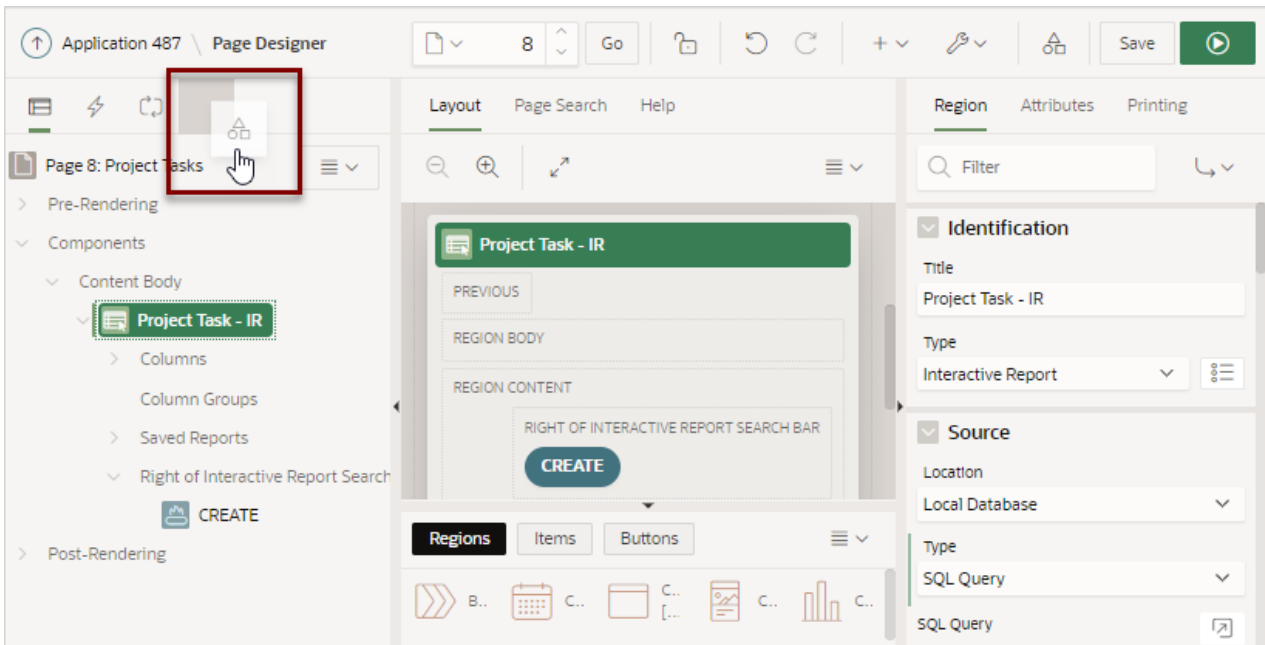 Application 487 \ Page Designer
8
Go
Save
Page 8: Project Tasks
Pre-Rendering
Components
Content Body
Project Task - IR
Columns
Column Groups
Saved Reports
Right of Interactive Report Search
CREATE
Post-Rendering
Layout Page Search Help
Project Task - IR
PREVIOUS
REGION BODY
REGION CONTENT
RIGHT OF INTERACTIVE REPORT SEARCH BAR
CREATE
Regions Items Buttons
B.. C.. C.. [... C.. C..
Region Attributes Printing
Filter
Identification
Title
Project Task - IR
Type
Interactive Report
Source
Location
Local Database
Type
SQL Query
SQL Query